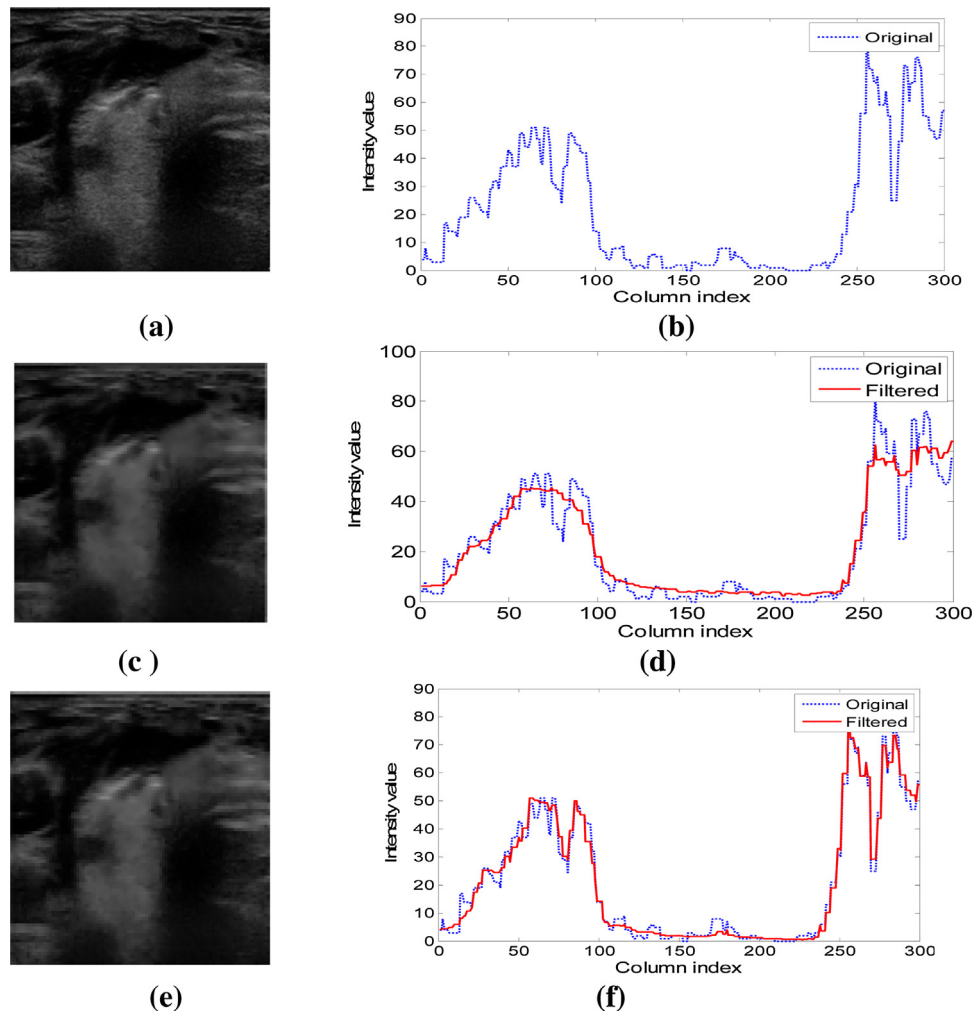 90
80
70
60
50
40
30
20
10
0
Intensity value
Original
0 50 100 150 200 250 300
Column index
(a)
(b)
100
80
60
40
20
0
Intensity value
Original
Filtered
0 50 100 150 200 250 300
Column index
(c )
(d)
90
80
70
60
50
40
30
20
10
0
Intensity value
Original
Filtered
0 50 100 150 200 250 300
Column index
(e)
(f)